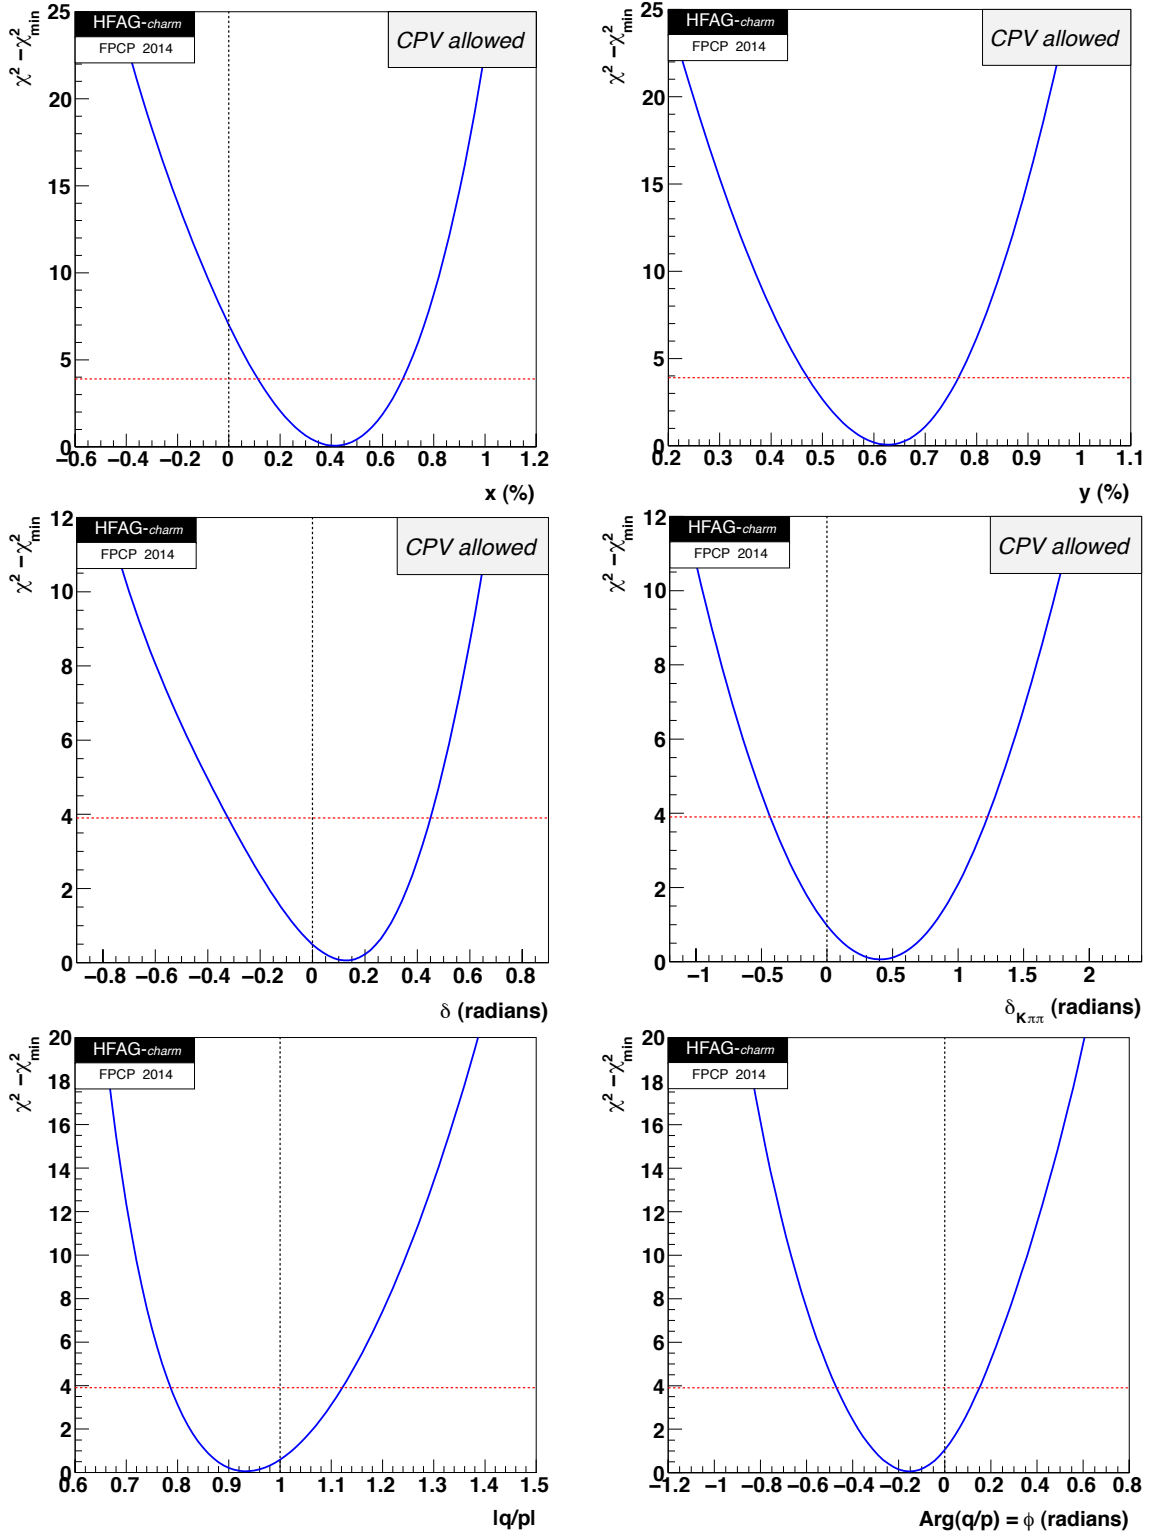 χ² – χ²min
HFAG-charm
FPCP 2014
CPV allowed
25
20
15
10
5
0
–0.6 –0.4 –0.2 0 0.2 0.4 0.6 0.8 1 1.2
x (%)
χ² – χ²min
HFAG-charm
FPCP 2014
CPV allowed
25
20
15
10
5
0
0.2 0.3 0.4 0.5 0.6 0.7 0.8 0.9 1 1.1
y (%)
χ² – χ²min
HFAG-charm
FPCP 2014
CPV allowed
12
10
8
6
4
2
0
–0.8 –0.6 –0.4 –0.2 0 0.2 0.4 0.6 0.8
δ (radians)
χ² – χ²min
HFAG-charm
FPCP 2014
CPV allowed
12
10
8
6
4
2
0
–1 –0.5 0 0.5 1 1.5 2
δKππ (radians)
χ² – χ²min
HFAG-charm
FPCP 2014
20
18
16
14
12
10
8
6
4
2
0
0.6 0.7 0.8 0.9 1 1.1 1.2 1.3 1.4 1.5
|q/p|
χ² – χ²min
HFAG-charm
FPCP 2014
20
18
16
14
12
10
8
6
4
2
0
–1.2 –1 –0.8 –0.6 –0.4 –0.2 0 0.2 0.4 0.6 0.8
Arg(q/p) = ϕ (radians)